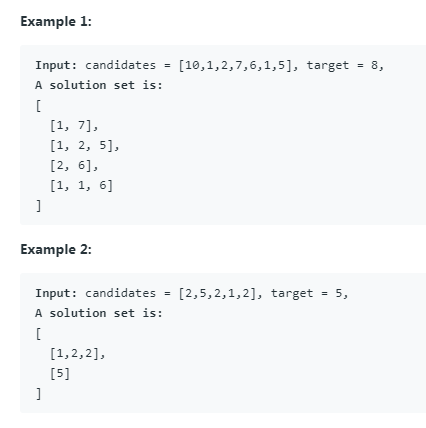 Example 1:
Input: candidates = [10,1,2,7,6,1,5], target = 8,
A solution set is:
[
[1, 7],
[1, 2, 5],
[2, 6],
[1, 1, 6]
]
Example 2:
Input: candidates = [2,5,2,1,2], target = 5,
A solution set is:
[
[1,2,2],
[5]
]